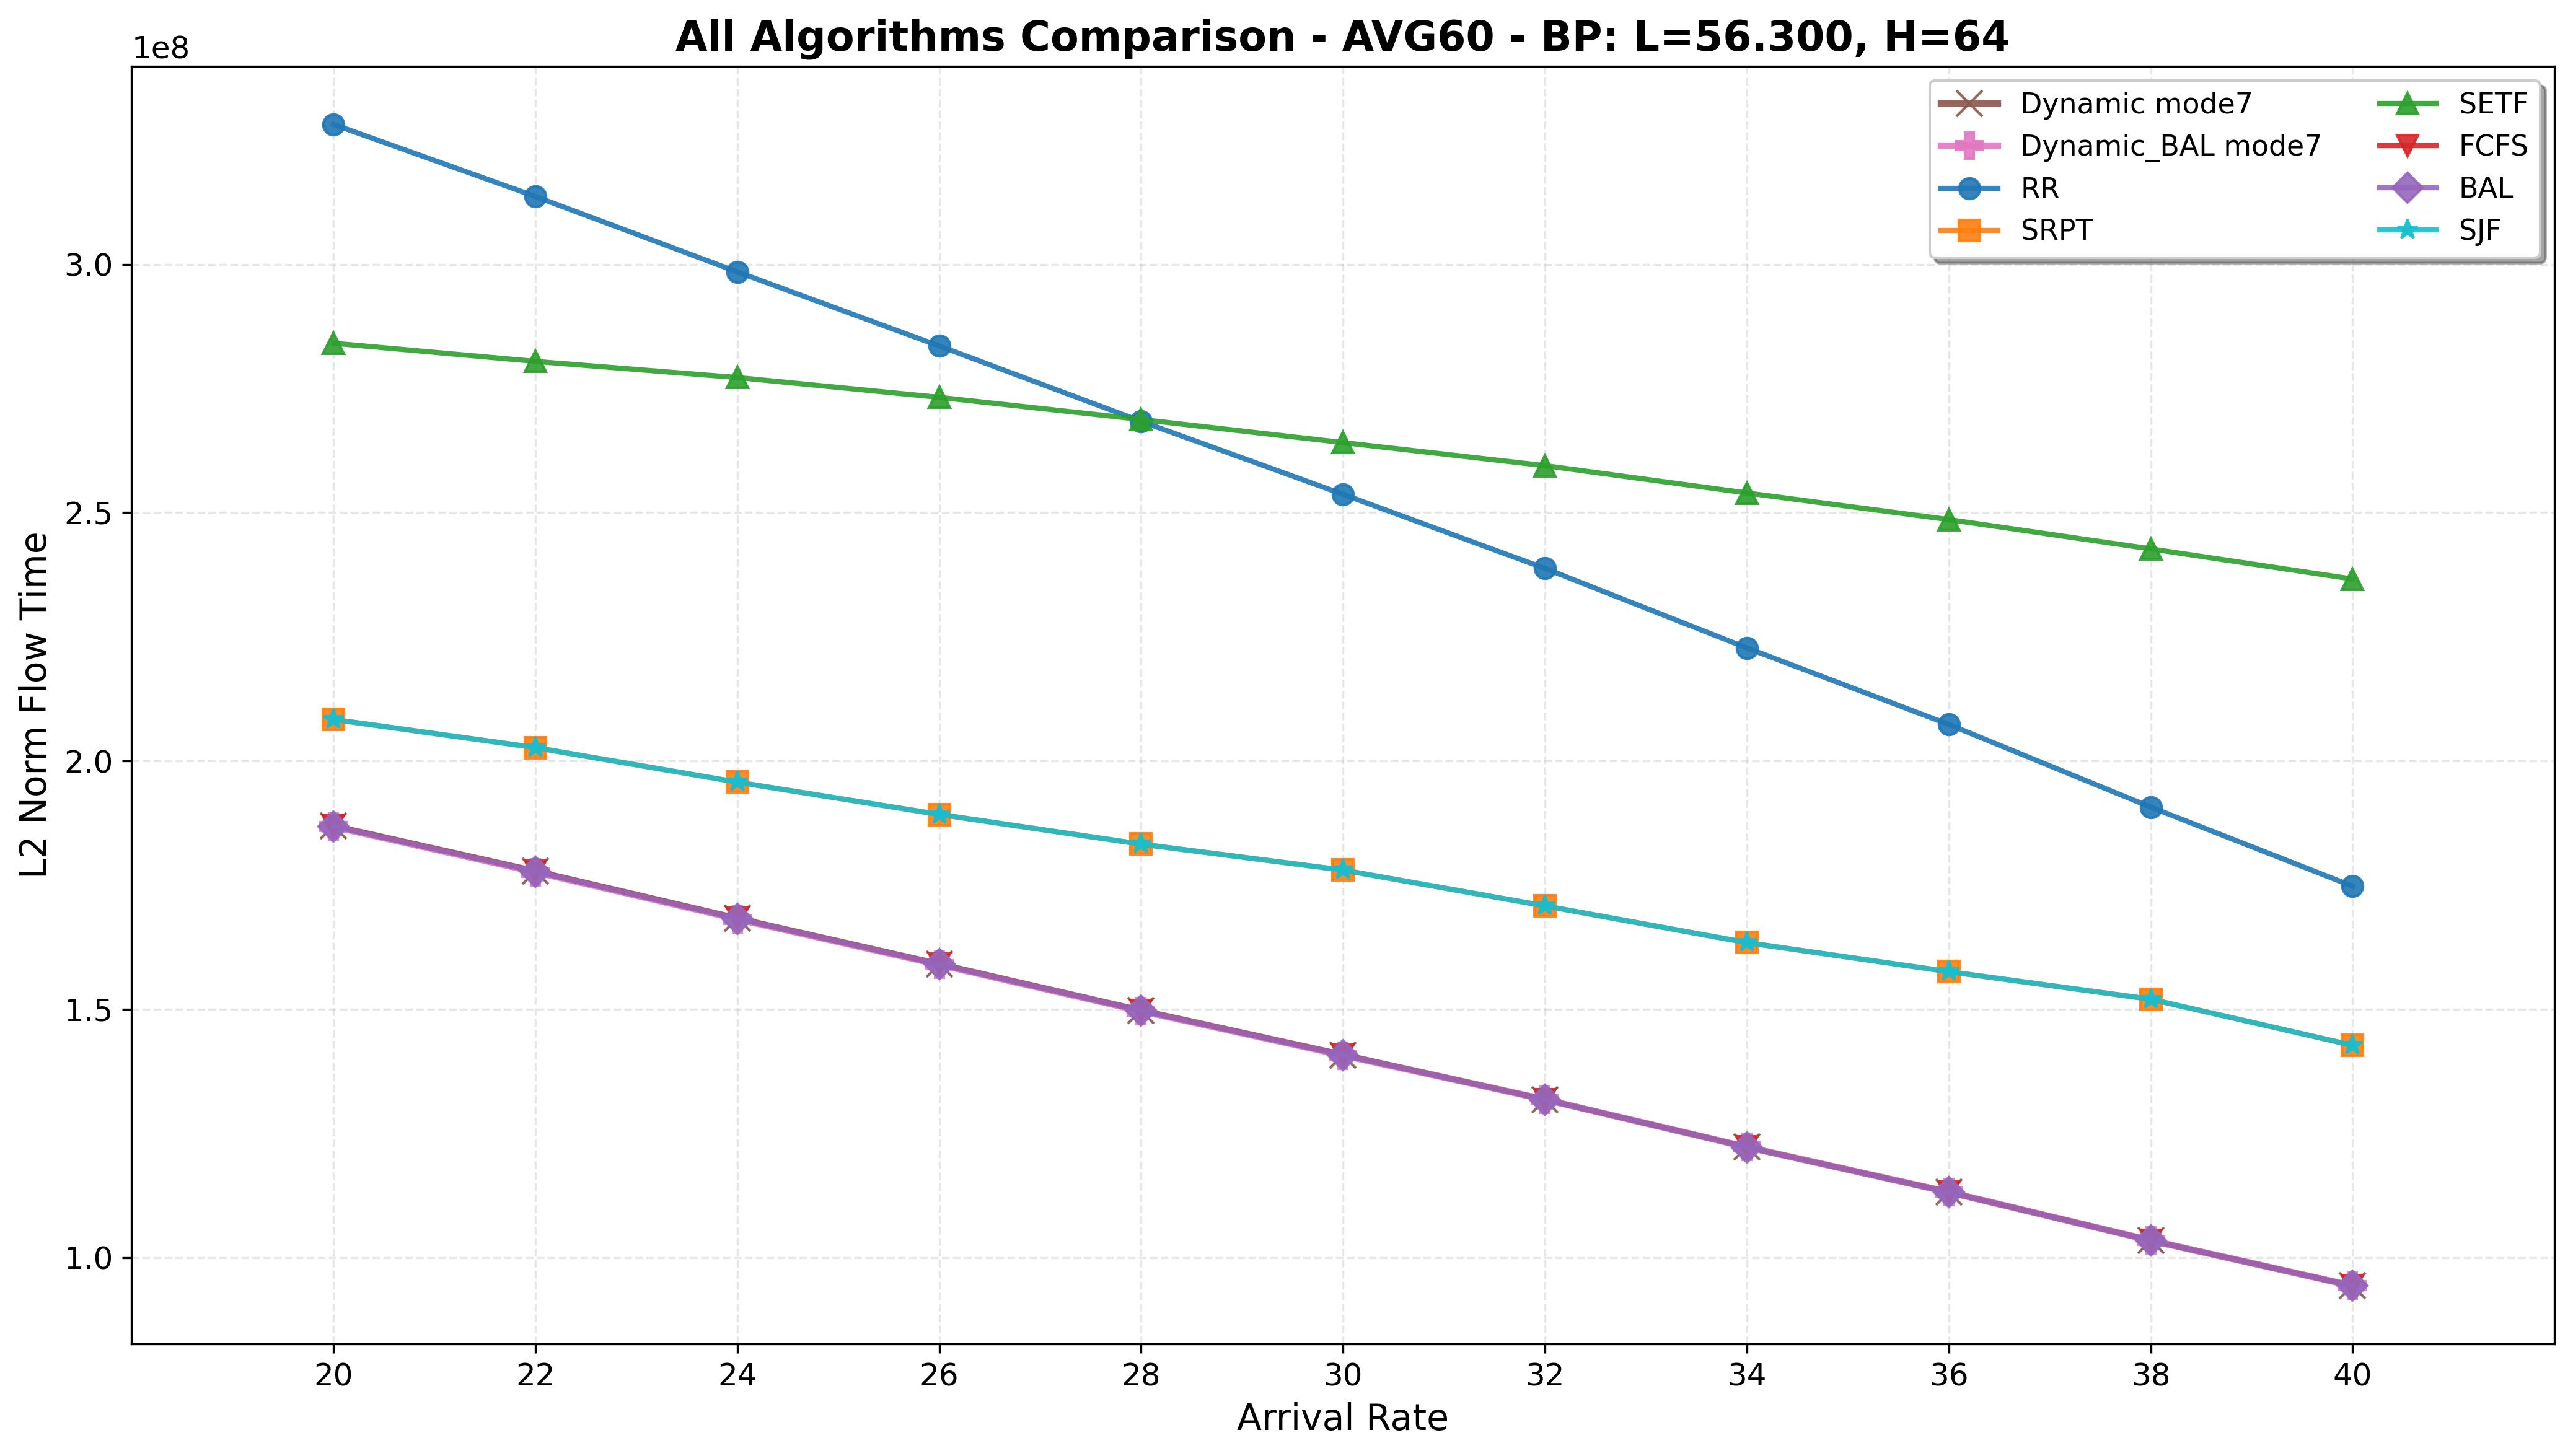 All Algorithms Comparison - AVG60 - BP: L=56.300, H=64
1e8
Dynamic mode7
Dynamic_BAL mode7
RR
SRPT
SETF
FCFS
BAL
SJF
3.0
2.5
2.0
1.5
1.0
L2 Norm Flow Time
20 22 24 26 28 30 32 34 36 38 40
Arrival Rate